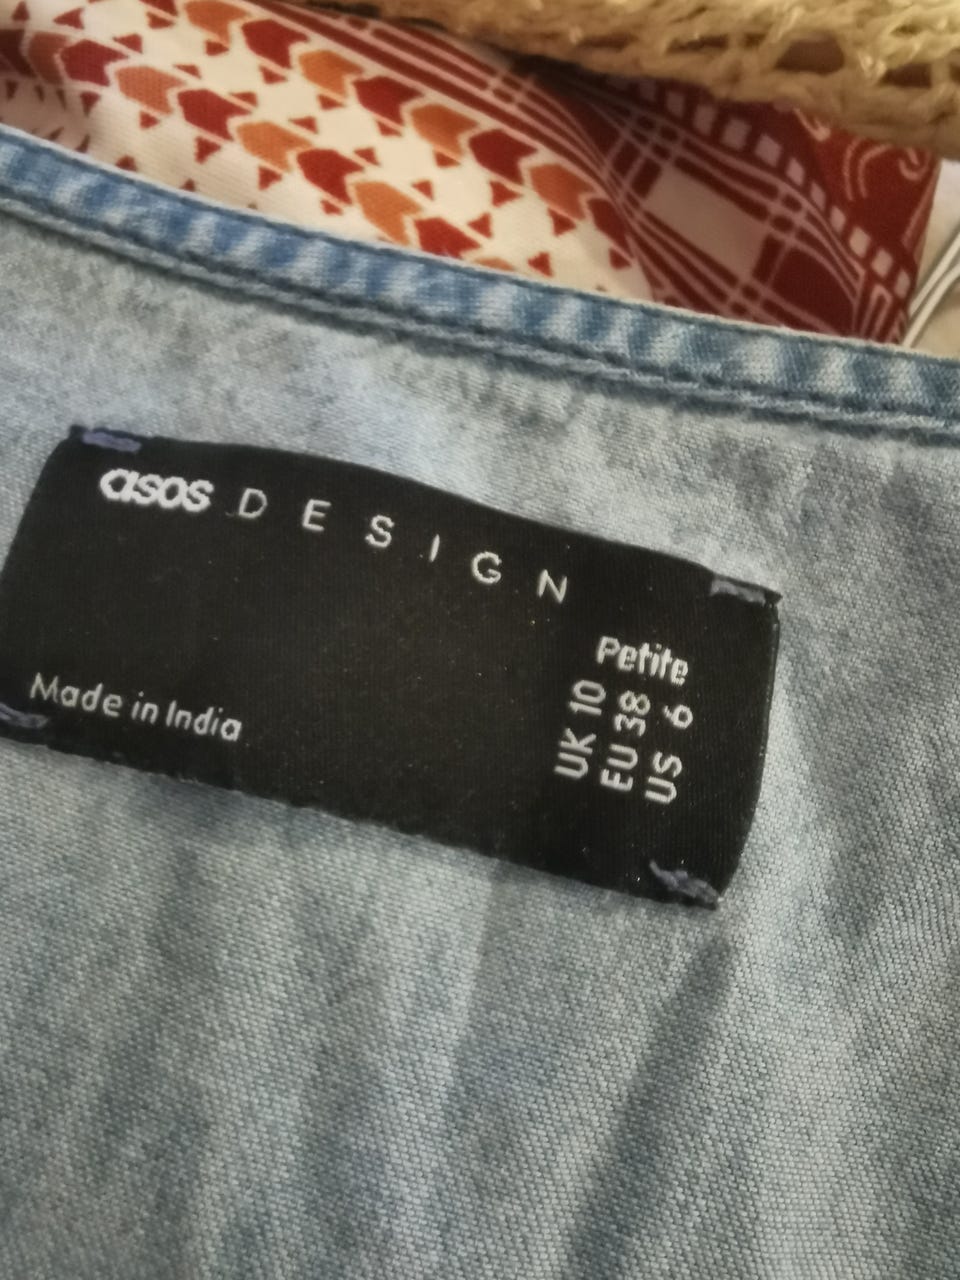 asos DESIGN
Petite
UK 10
EU 38
US 6
Made in India